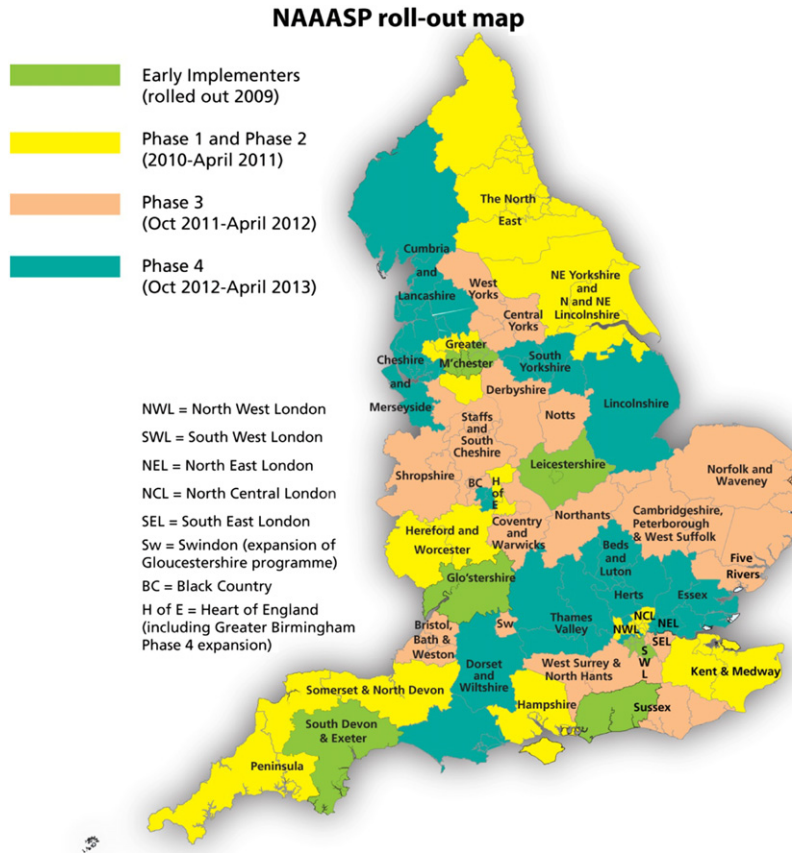 NAAASP roll-out map
Early Implementers
(rolled out 2009)
Phase 1 and Phase 2
(2010-April 2011)
Phase 3
(Oct 2011-April 2012)
Phase 4
(Oct 2012-April 2013)
NWL = North West London
SWL = South West London
NEL = North East London
NCL = North Central London
SEL = South East London
Sw = Swindon (expansion of
Gloucestershire programme)
BC = Black Country
H of E = Heart of England
(including Greater Birmingham
Phase 4 expansion)
The North
East
Cumbria
and
Lancashire
West
Yorks
NE Yorkshire
and
N and NE
Lincolnshire
Central
Yorks
Greater
M'chester
Cheshire
and
Merseyside
South
Yorkshire
Derbyshire
Lincolnshire
Staffs
and
South
Cheshire
Notts
Leicestershire
Shropshire
BC
H
of
E
Norfolk and
Waveney
Hereford and
Worcester
Coventry
and
Warwicks
Northants
Cambridgeshire,
Peterborough
& West Suffolk
Five
Rivers
Beds
and
Luton
Glo'stershire
Herts
Essex
Bristol,
Bath &
Weston
Sw
Thames
Valley
NCL
NWL
NEL
SEL
S
W
L
Dorset
and
Wiltshire
West Surrey &
North Hants
Kent & Medway
Somerset & North Devon
Hampshire
Sussex
South Devon
& Exeter
Peninsula